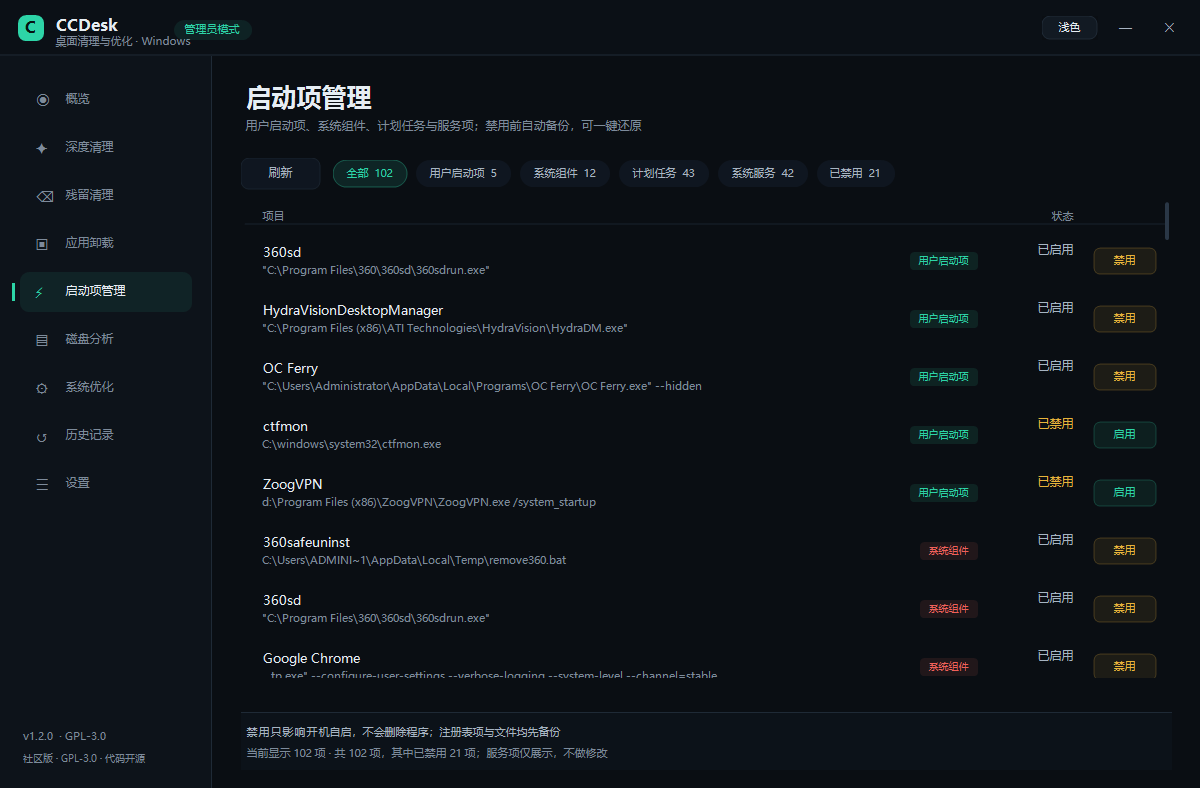 C
CCDesk
桌面清理与优化 · Windows
管理员模式
浅色
概览
深度清理
残留清理
应用卸载
启动项管理
磁盘分析
系统优化
历史记录
设置
v1.2.0 · GPL-3.0
社区版 · GPL-3.0 · 代码开源
启动项管理
用户启动项、系统组件、计划任务与服务项；禁用前自动备份，可一键还原
刷新 全部 102 用户启动项 5 系统组件 12 计划任务 43 系统服务 42 已禁用 21
项目 状态
360sd
"C:\Program Files\360\360sd\360sdrun.exe"
用户启动项 已启用 禁用
HydraVisionDesktopManager
"C:\Program Files (x86)\ATI Technologies\HydraVision\HydraDM.exe"
用户启动项 已启用 禁用
OC Ferry
"C:\Users\Administrator\AppData\Local\Programs\OC Ferry\OC Ferry.exe" --hidden
用户启动项 已启用 禁用
ctfmon
C:\windows\system32\ctfmon.exe
用户启动项 已禁用 启用
ZoogVPN
d:\Program Files (x86)\ZoogVPN\ZoogVPN.exe /system_startup
用户启动项 已禁用 启用
360safeuninst
C:\Users\ADMINI~1\AppData\Local\Temp\remove360.bat
系统组件 已启用 禁用
360sd
"C:\Program Files\360\360sd\360sdrun.exe"
系统组件 已启用 禁用
Google Chrome
tp.exe" --configure-user-settings --verbose-logging --system-level --channel=stable
系统组件 已启用 禁用
禁用只影响开机自启，不会删除程序；注册表项与文件均先备份
当前显示 102 项 · 共 102 项，其中已禁用 21 项；服务项仅展示，不做修改